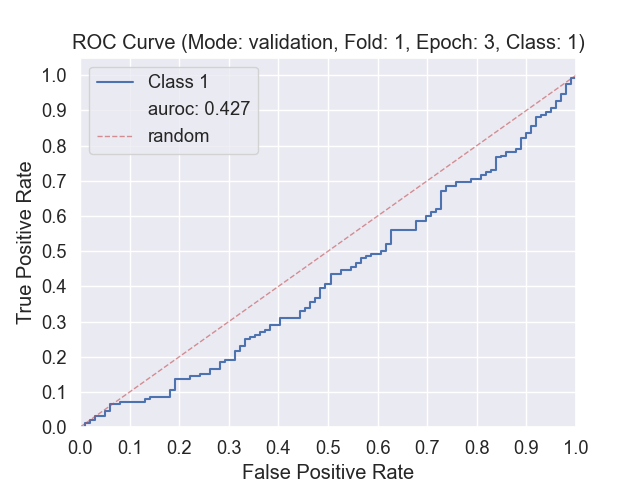 ROC Curve (Mode: validation, Fold: 1, Epoch: 3, Class: 1)
Class 1
auroc: 0.427
random
True Positive Rate
1.0
0.9
0.8
0.7
0.6
0.5
0.4
0.3
0.2
0.1
0.0
0.0 0.1 0.2 0.3 0.4 0.5 0.6 0.7 0.8 0.9 1.0
False Positive Rate